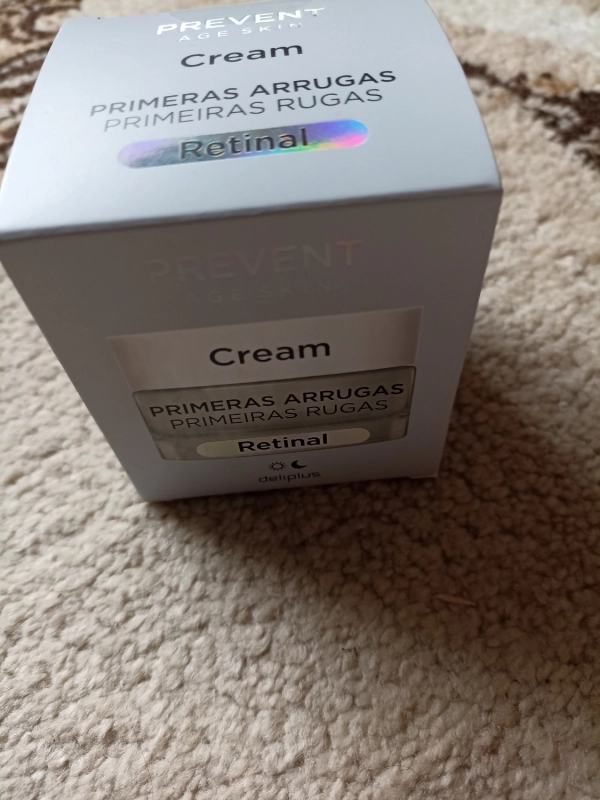 PREVENT
AGE SKIN
Cream
PRIMERAS ARRUGAS
PRIMEIRAS RUGAS
Retinal
PREVENT
AGE SKIN
Cream
PRIMERAS ARRUGAS
PRIMEIRAS RUGAS
Retinal
deliplus